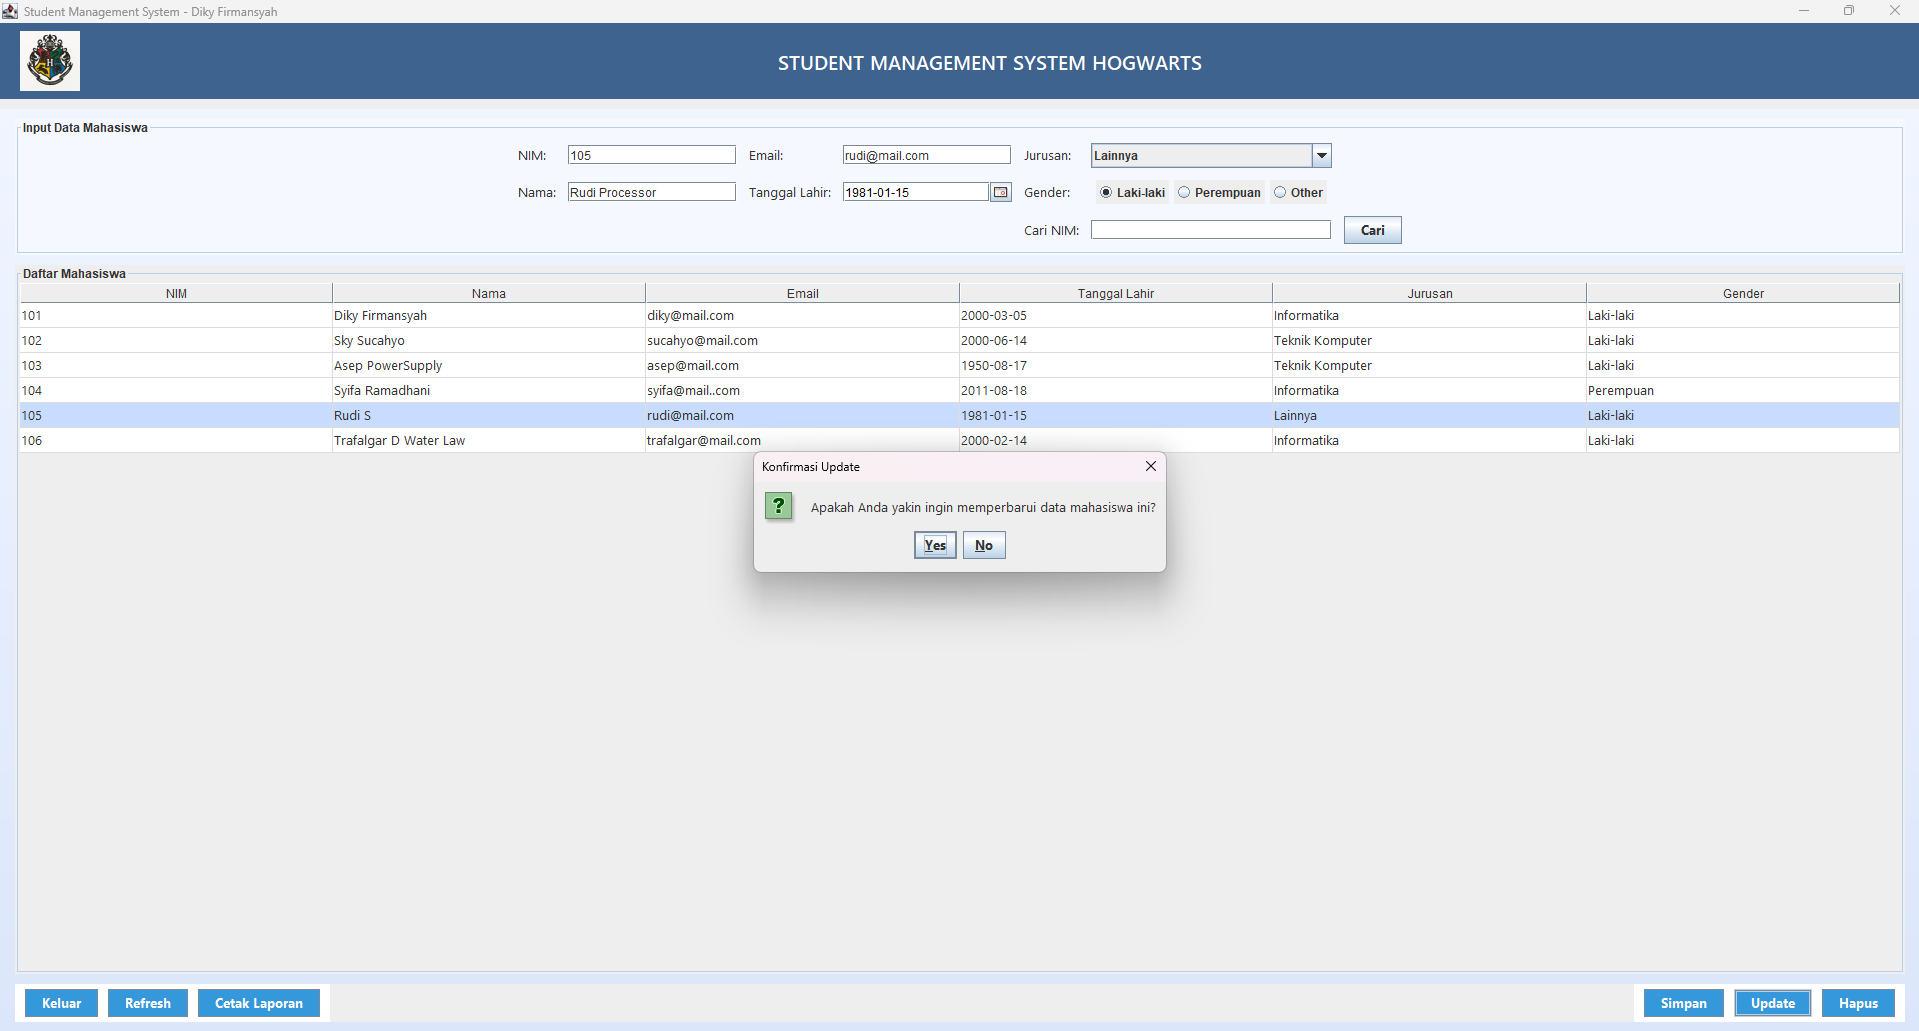 Student Management System - Diky Firmansyah
STUDENT MANAGEMENT SYSTEM HOGWARTS
Input Data Mahasiswa
NIM: 105 Email: rudi@mail.com Jurusan: Lainnya
Nama: Rudi Processor Tanggal Lahir: 1981-01-15 Gender: Laki-laki Perempuan Other
Cari NIM: Cari
Daftar Mahasiswa
NIM Nama Email Tanggal Lahir Jurusan Gender
101 Diky Firmansyah diky@mail.com 2000-03-05 Informatika Laki-laki
102 Sky Sucahyo sucahyo@mail.com 2000-06-14 Teknik Komputer Laki-laki
103 Asep PowerSupply asep@mail.com 1950-08-17 Teknik Komputer Laki-laki
104 Syifa Ramadhani syifa@mail..com 2011-08-18 Informatika Perempuan
105 Rudi S rudi@mail.com 1981-01-15 Lainnya Laki-laki
106 Trafalgar D Water Law trafalgar@mail.com 2000-02-14 Informatika Laki-laki
Konfirmasi Update
? Apakah Anda yakin ingin memperbarui data mahasiswa ini?
Yes No
Keluar Refresh Cetak Laporan Simpan Update Hapus